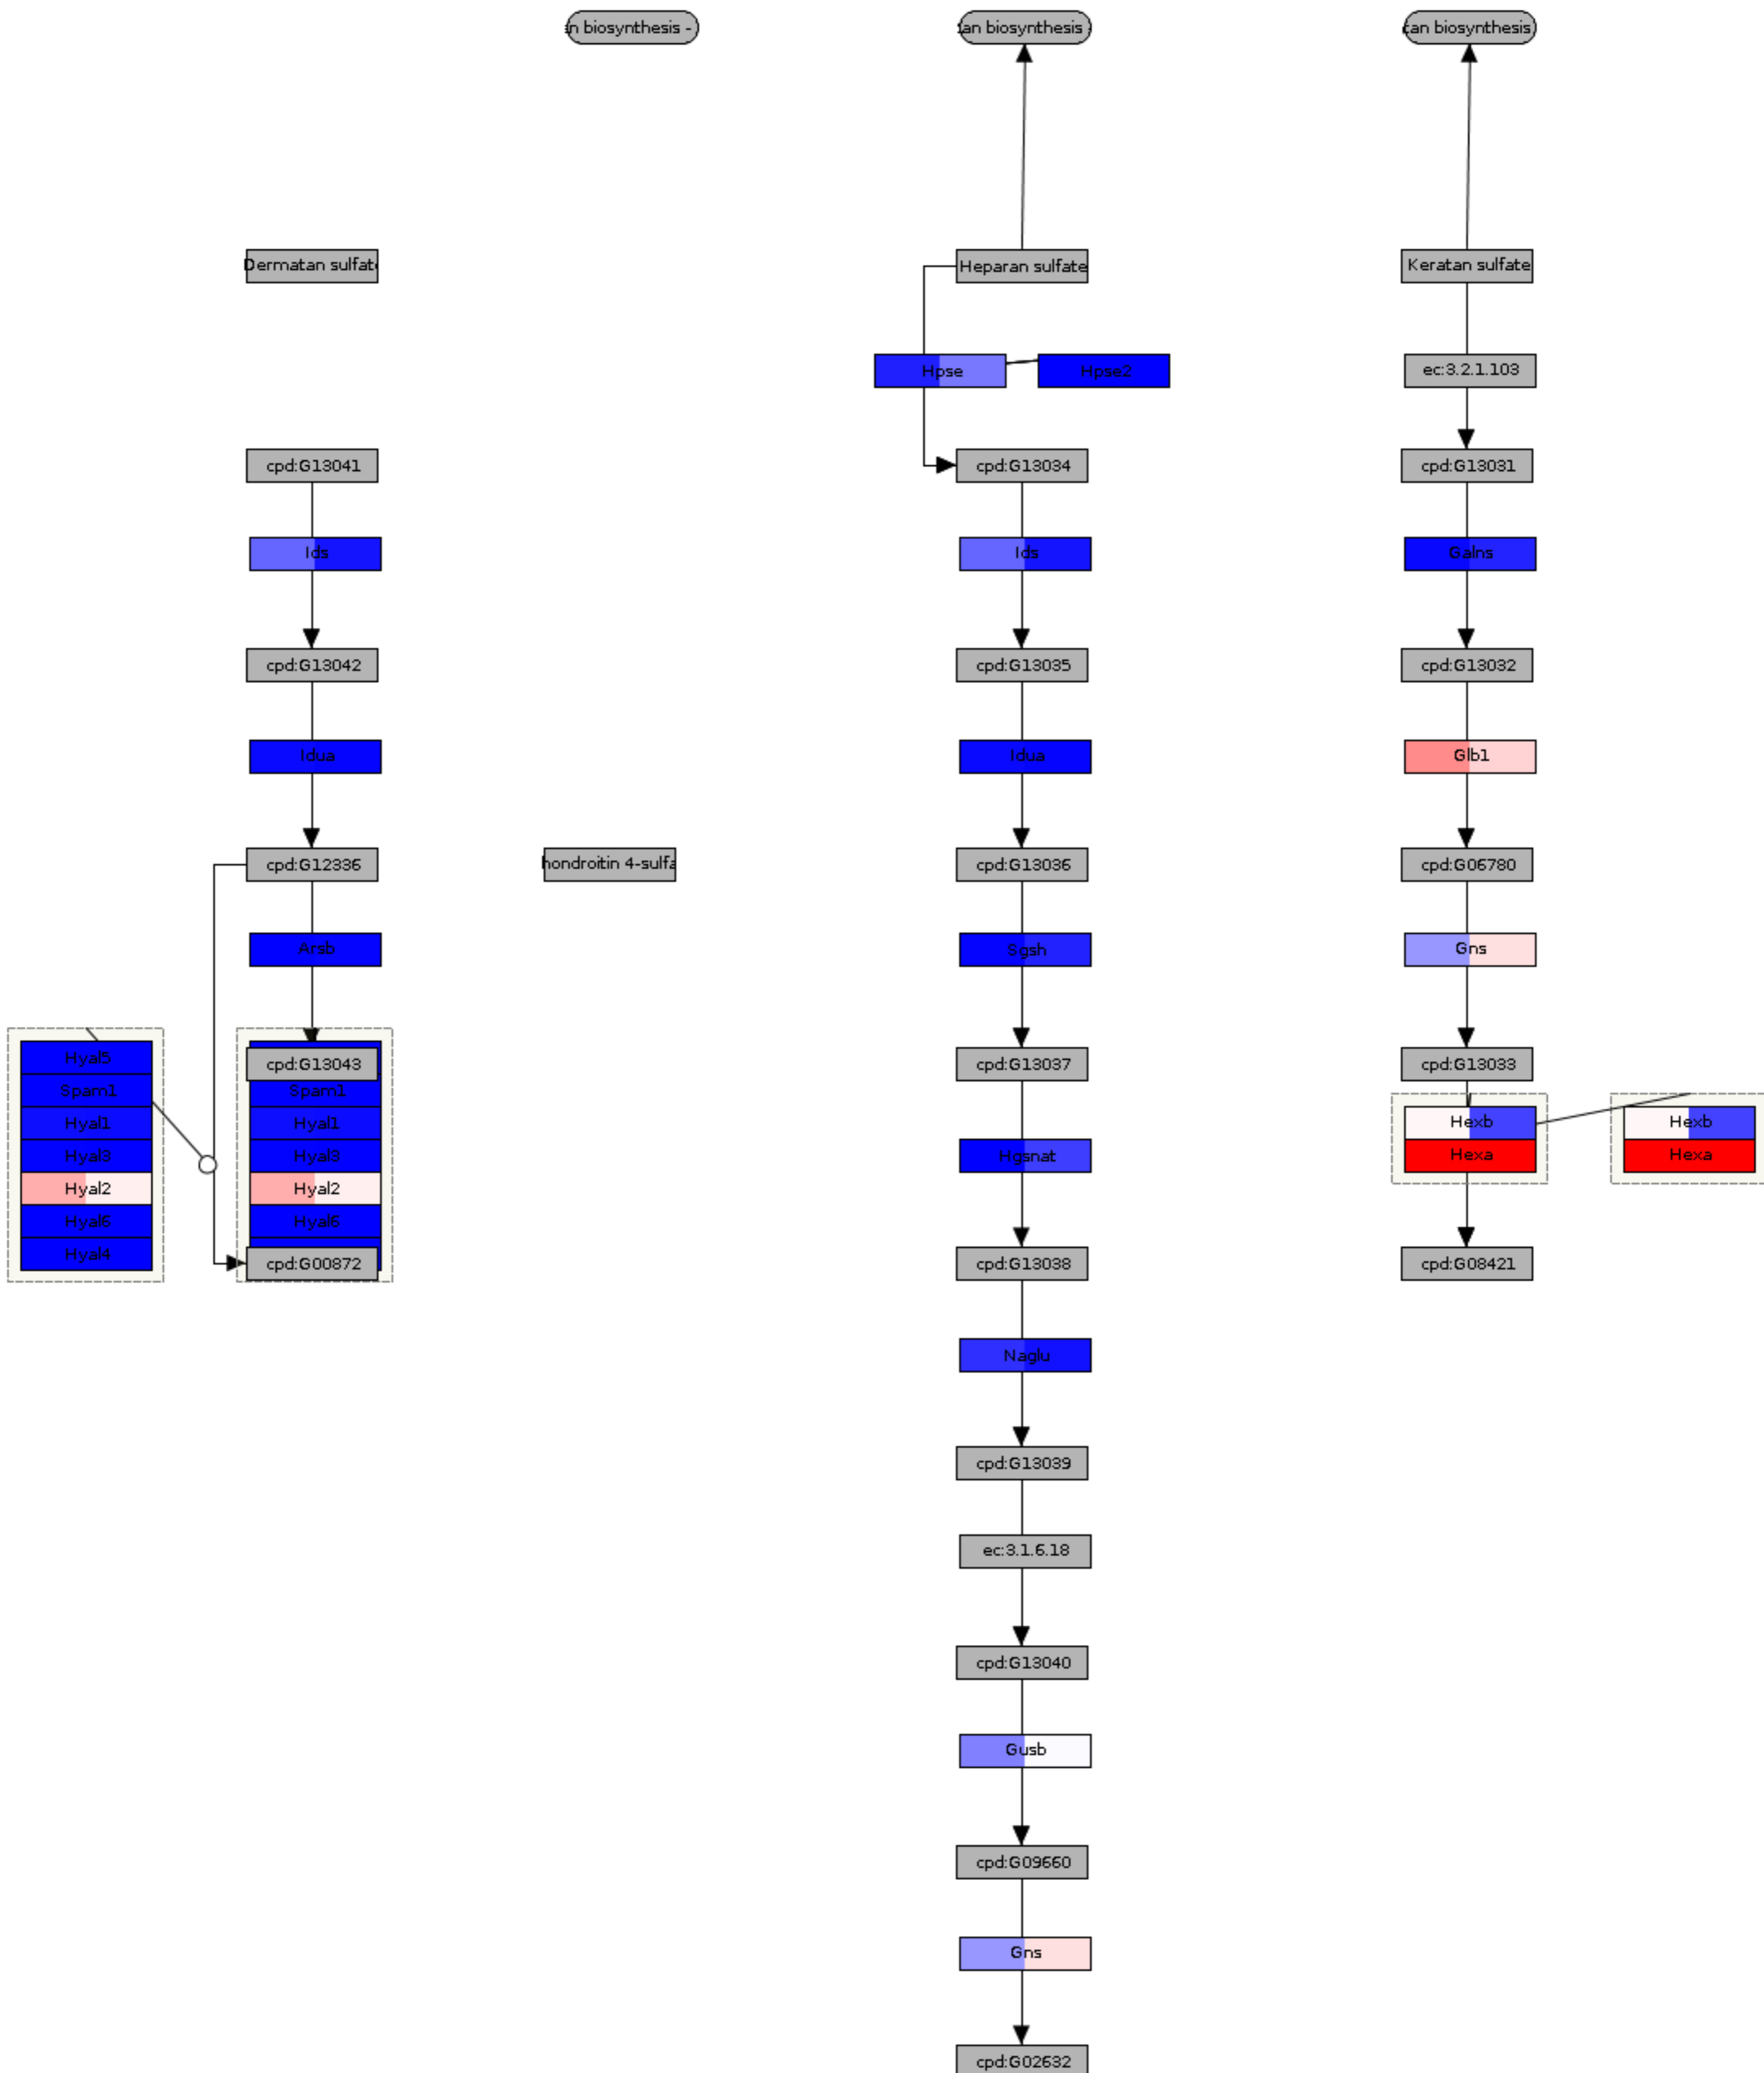 n biosynthesis -
an biosynthesis -
can biosynthesis
Dermatan sulfat
Heparan sulfate
Keratan sulfate
Hpse
Hpse2
ec:3.2.1.103
cpd:G13041
cpd:G13034
cpd:G13031
Ids
Ids
Galns
cpd:G13042
cpd:G13035
cpd:G13032
Idua
Idua
Glb1
cpd:G12336
hondroitin 4-sulfa
cpd:G13036
cpd:G06780
Arsb
Sgsh
Gns
Hyal5
cpd:G13043
cpd:G13037
cpd:G13033
Spam1
Spam1
Hyal1
Hyal1
Hexb
Hexb
Hyal3
Hyal3
Hgsnat
Hexa
Hexa
Hyal2
Hyal2
Hyal6
Hyal6
Hyal4
cpd:G00872
cpd:G13038
cpd:G08421
Naglu
cpd:G13039
ec:3.1.6.18
cpd:G13040
Gusb
cpd:G09660
Gns
cpd:G02632